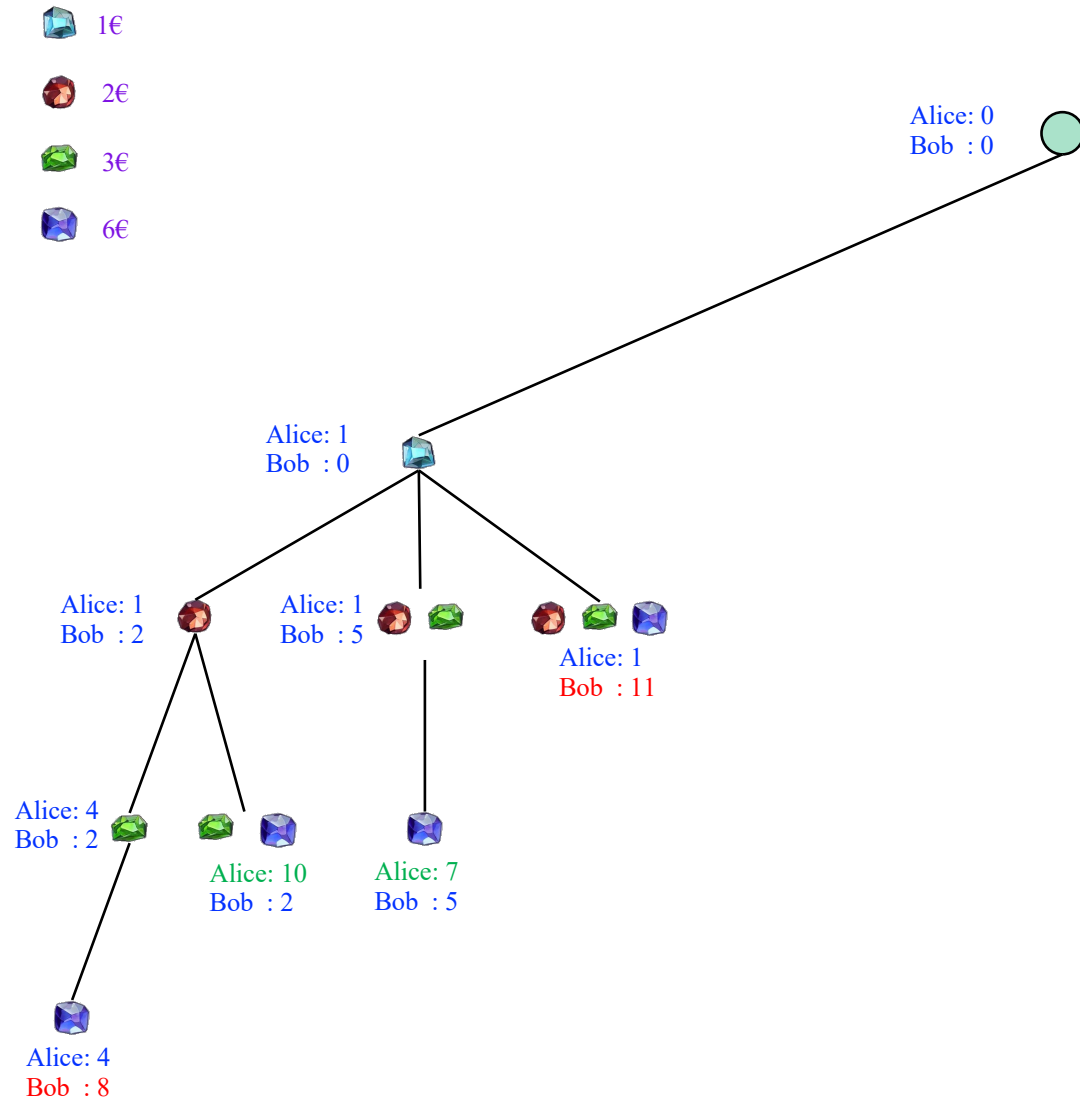 1€
2€
3€
6€
Alice: 0
Bob : 0
Alice: 1
Bob : 0
Alice: 1
Bob : 2
Alice: 1
Bob : 5
Alice: 1
Bob : 11
Alice: 4
Bob : 2
Alice: 10
Bob : 2
Alice: 7
Bob : 5
Alice: 4
Bob : 8